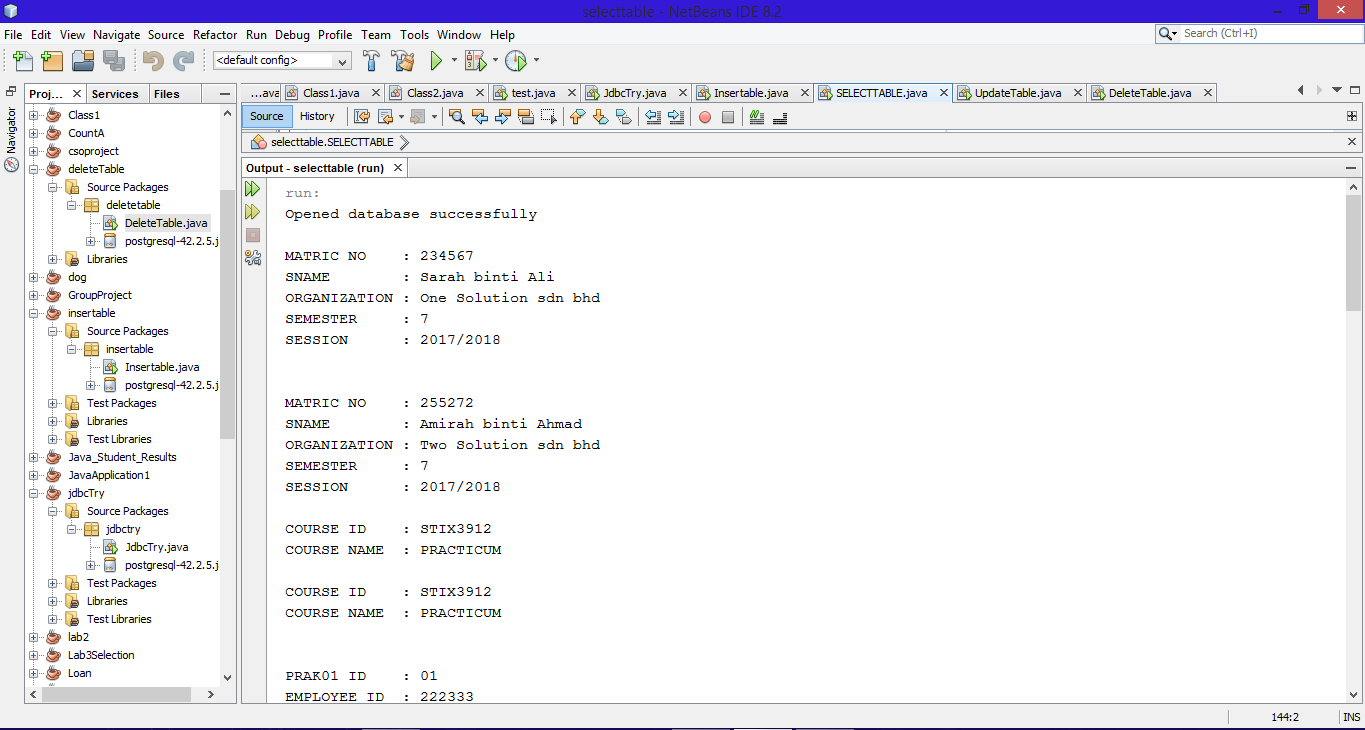 selecttable - NetBeans IDE 8.2
File Edit View Navigate Source Refactor Run Debug Profile Team Tools Window Help
Search (Ctrl+I)
<default config>
Proj... Services Files
...ava Class1.java Class2.java test.java JdbcTry.java Insertable.java SELECTTABLE.java UpdateTable.java DeleteTable.java
Navigator
Source History
selecttable.SELECTTABLE
Output - selecttable (run)
Class1
CountA
csoproject
deleteTable
Source Packages
deletetable
DeleteTable.java
postgresql-42.2.5.j
Libraries
dog
GroupProject
insertable
Source Packages
insertable
Insertable.java
postgresql-42.2.5.j
Test Packages
Libraries
Test Libraries
Java_Student_Results
JavaApplication1
jdbcTry
Source Packages
jdbctry
JdbcTry.java
postgresql-42.2.5.j
Test Packages
Libraries
Test Libraries
lab2
Lab3Selection
Loan
run:
Opened database successfully
MATRIC NO : 234567
SNAME : Sarah binti Ali
ORGANIZATION : One Solution sdn bhd
SEMESTER : 7
SESSION : 2017/2018
MATRIC NO : 255272
SNAME : Amirah binti Ahmad
ORGANIZATION : Two Solution sdn bhd
SEMESTER : 7
SESSION : 2017/2018
COURSE ID : STIX3912
COURSE NAME : PRACTICUM
COURSE ID : STIX3912
COURSE NAME : PRACTICUM
PRAK01 ID : 01
EMPLOYEE ID : 222333
144:2 INS